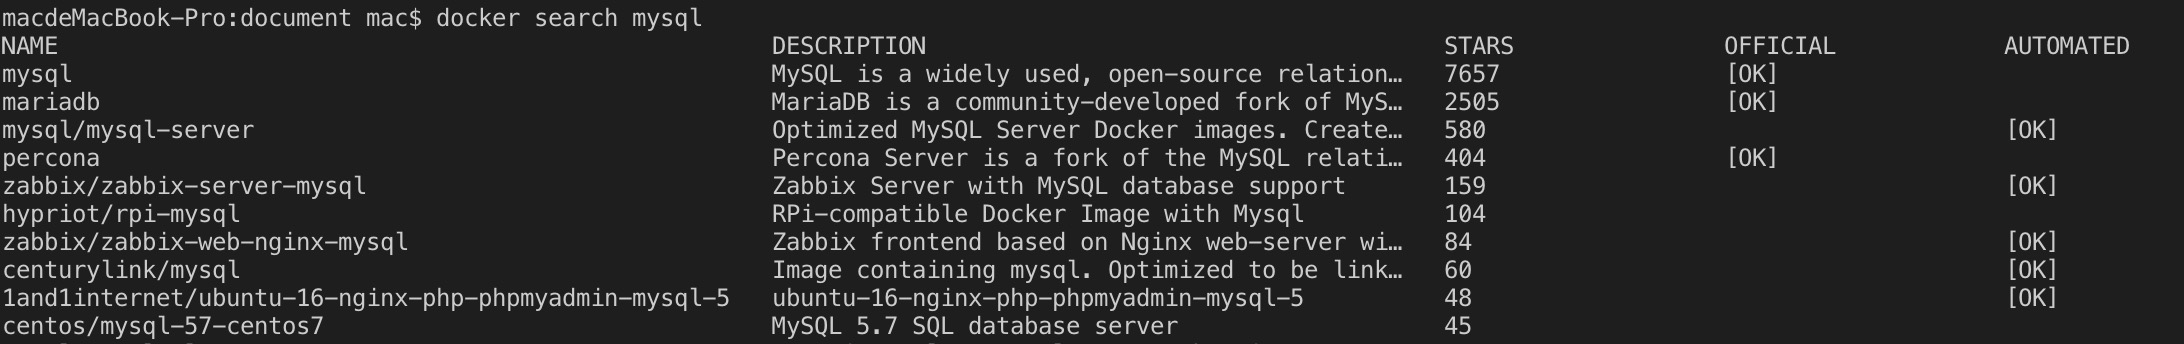 macdeMacBook-Pro:document mac$ docker search mysql
NAME DESCRIPTION STARS OFFICIAL AUTOMATED
mysql MySQL is a widely used, open-source relation… 7657 [OK]
mariadb MariaDB is a community-developed fork of MyS… 2505 [OK]
mysql/mysql-server Optimized MySQL Server Docker images. Create… 580 [OK]
percona Percona Server is a fork of the MySQL relati… 404 [OK]
zabbix/zabbix-server-mysql Zabbix Server with MySQL database support 159 [OK]
hypriot/rpi-mysql RPi-compatible Docker Image with Mysql 104
zabbix/zabbix-web-nginx-mysql Zabbix frontend based on Nginx web-server wi… 84 [OK]
centurylink/mysql Image containing mysql. Optimized to be link… 60 [OK]
1and1internet/ubuntu-16-nginx-php-phpmyadmin-mysql-5 ubuntu-16-nginx-php-phpmyadmin-mysql-5 48 [OK]
centos/mysql-57-centos7 MySQL 5.7 SQL database server 45